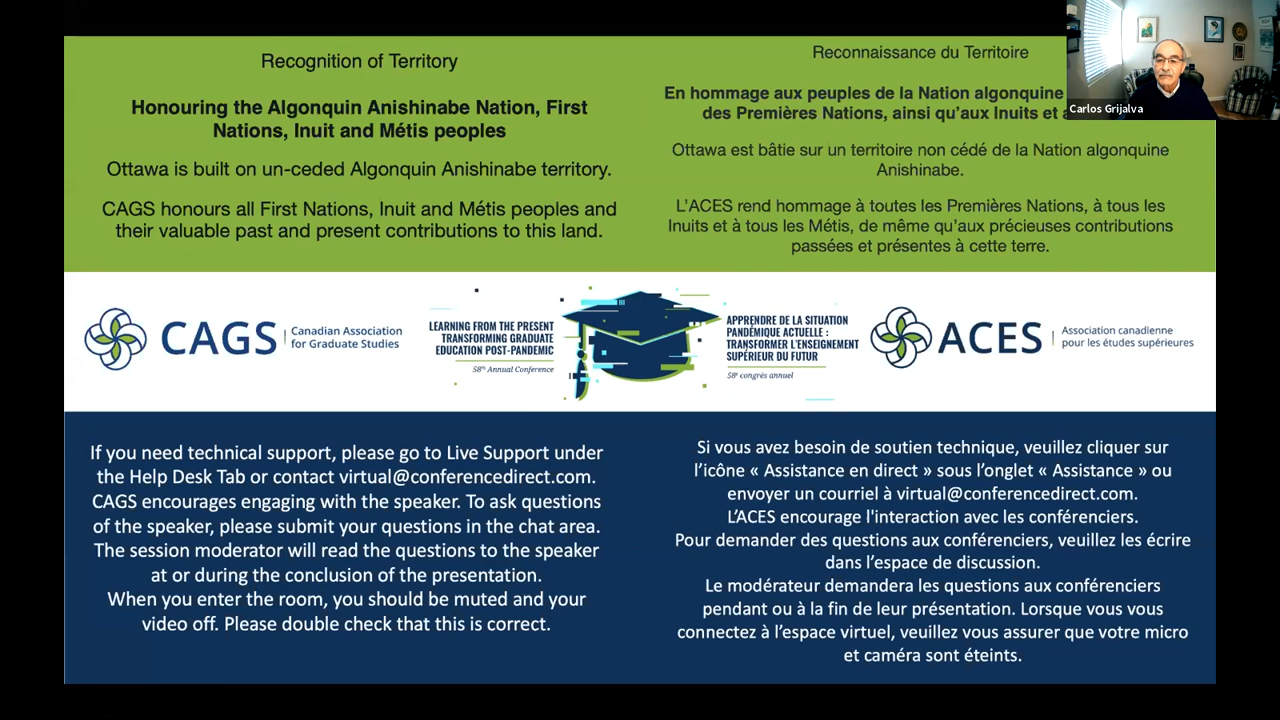 Recognition of Territory
Honouring the Algonquin Anishinabe Nation, First
Nations, Inuit and Métis peoples
Ottawa is built on un-ceded Algonquin Anishinabe territory.
CAGS honours all First Nations, Inuit and Métis peoples and
their valuable past and present contributions to this land.
Reconnaissance du Territoire
En hommage aux peuples de la Nation algonquine
des Premières Nations, ainsi qu'aux Inuits et
Ottawa est bâtie sur un territoire non cédé de la Nation algonquine
Anishinabe.
L'ACES rend hommage à toutes les Premières Nations, à tous les
Inuits et à tous les Métis, de même qu'aux précieuses contributions
passées et présentes à cette terre.
Carlos Grijalva
CAGS
Canadian Association
for Graduate Studies
LEARNING FROM THE PRESENT
TRANSFORMING GRADUATE
EDUCATION POST-PANDEMIC
58th Annual Conference
APPRENDRE DE LA SITUATION
PANDÉMIQUE ACTUELLE :
TRANSFORMER L'ENSEIGNEMENT
SUPÉRIEUR DU FUTUR
58e congrès annuel
ACES
Association canadienne
pour les études supérieures
If you need technical support, please go to Live Support under
the Help Desk Tab or contact virtual@conferencedirect.com.
CAGS encourages engaging with the speaker. To ask questions
of the speaker, please submit your questions in the chat area.
The session moderator will read the questions to the speaker
at or during the conclusion of the presentation.
When you enter the room, you should be muted and your
video off. Please double check that this is correct.
Si vous avez besoin de soutien technique, veuillez cliquer sur
l'icône « Assistance en direct » sous l'onglet « Assistance » ou
envoyer un courriel à virtual@conferencedirect.com.
L'ACES encourage l'interaction avec les conférenciers.
Pour demander des questions aux conférenciers, veuillez les écrire
dans l'espace de discussion.
Le modérateur demandera les questions aux conférenciers
pendant ou à la fin de leur présentation. Lorsque vous vous
connectez à l'espace virtuel, veuillez vous assurer que votre micro
et caméra sont éteints.